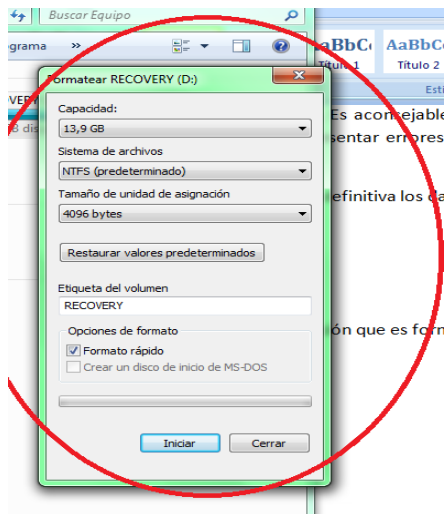 Buscar Equipo
grama »
AaBbC
Título 1 Título 2
Esti
Formatear RECOVERY (D:)
Capacidad:
13,9 GB
Sistema de archivos
NTFS (predeterminado)
Tamaño de unidad de asignación
4096 bytes
Restaurar valores predeterminados
Etiqueta del volumen
RECOVERY
Opciones de formato
Formato rápido
Crear un disco de inicio de MS-DOS
Iniciar Cerrar
Es aconsejable
sentar errores
efinitiva los da
ón que es form